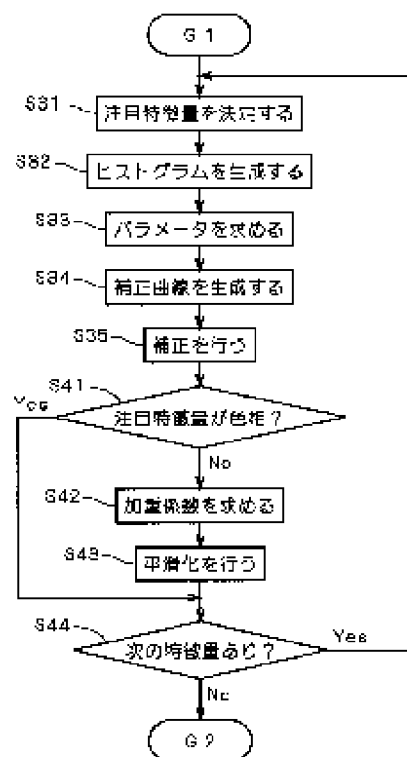 G 1
S31
注目特徴量を決定する
S32
ヒストグラムを生成する
S33
パラメータを求める
S34
補正曲線を生成する
S35
補正を行う
S41
Yes
注目特徴量が色相？
No
S42
加重係数を求める
S43
平滑化を行う
S44
Yes
次の特徴量あり？
No
G 2